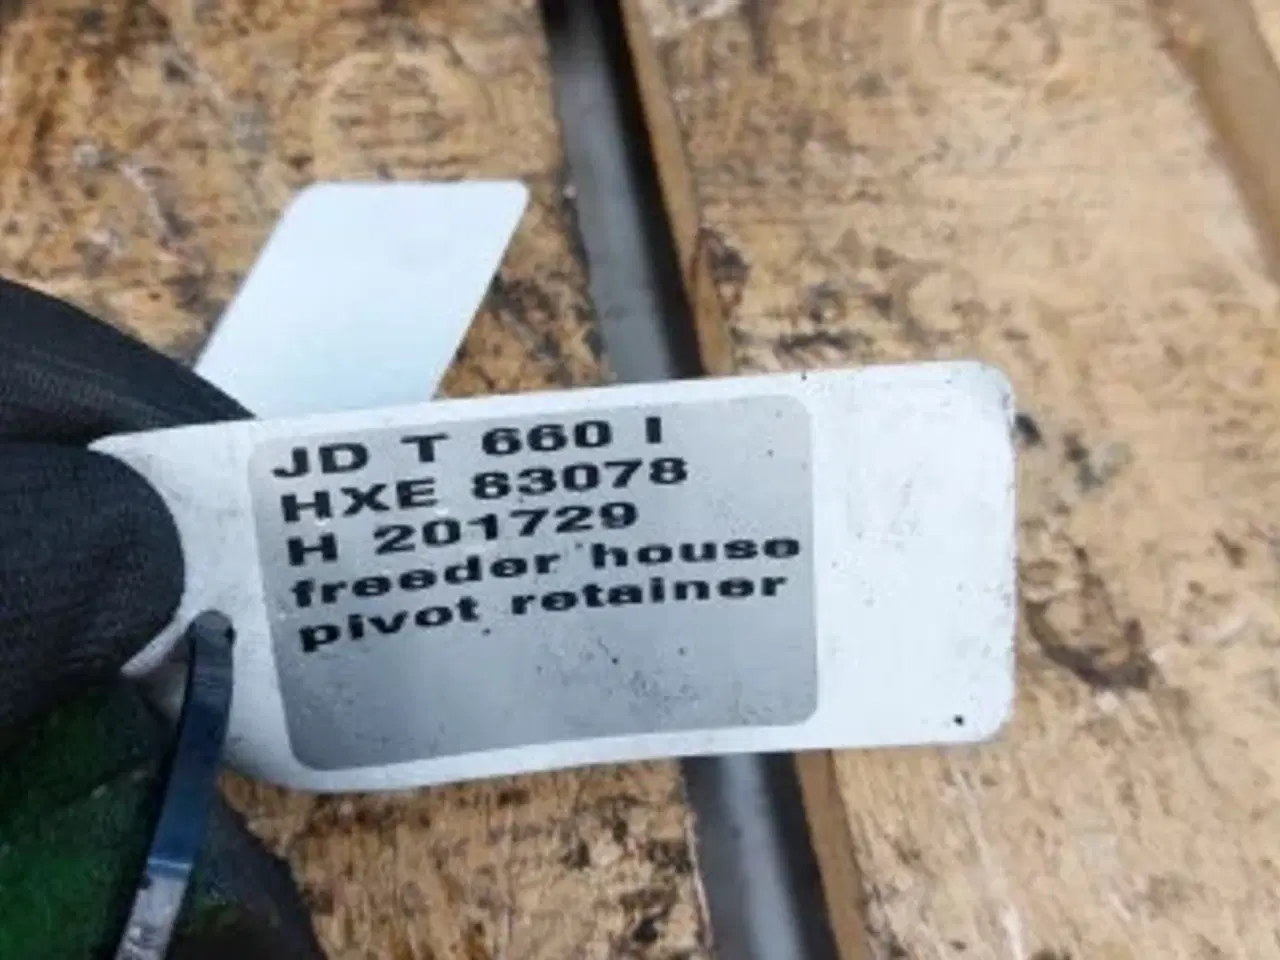 JD T 660 I
HXE 83078
H 201729
freeder house
pivot retainer